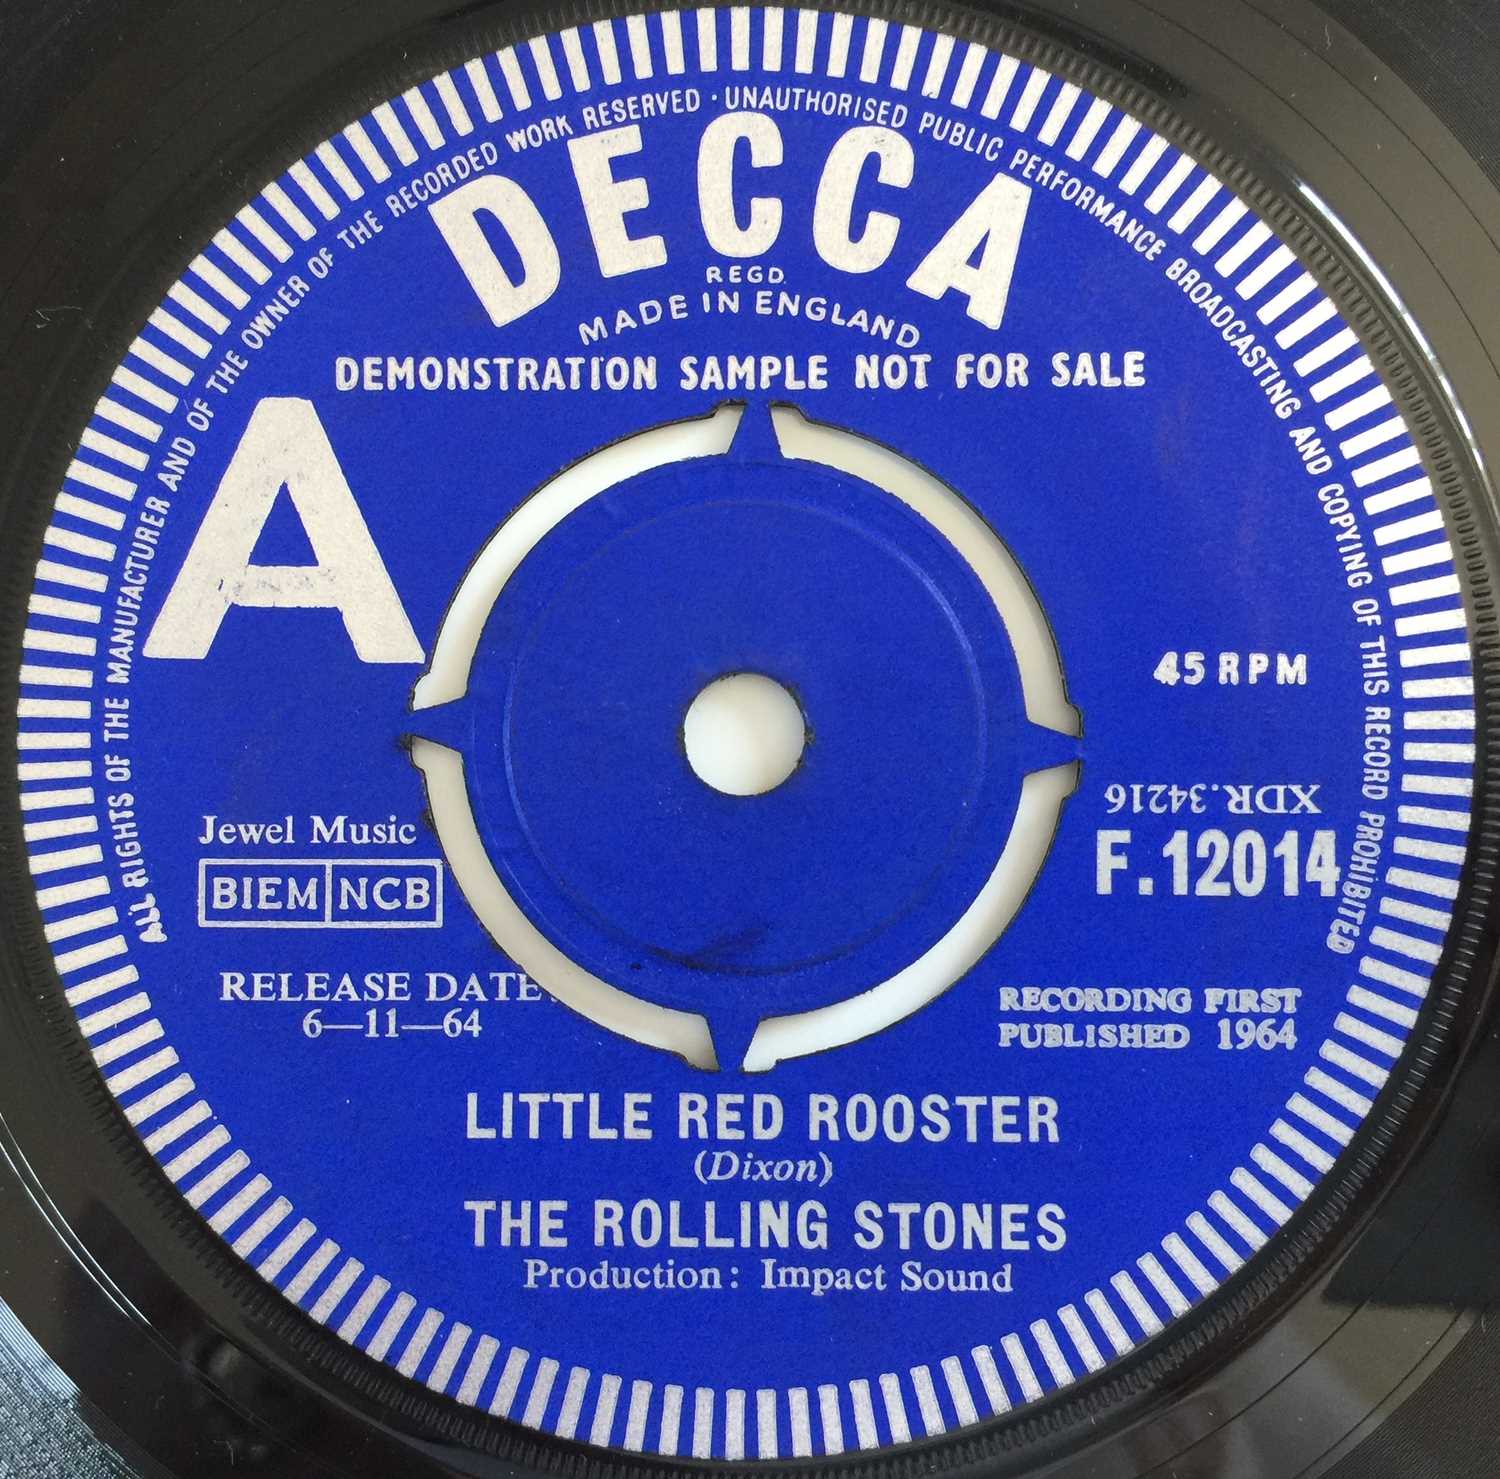 ALL RIGHTS OF THE MANUFACTURER AND OF THE OWNER OF THE RECORDED WORK RESERVED · UNAUTHORISED PUBLIC PERFORMANCE BROADCASTING AND COPYING OF THIS RECORD PROHIBITED
DECCA
REGD.
MADE IN ENGLAND
DEMONSTRATION SAMPLE NOT FOR SALE
A
45 RPM
XDR.34216
F.12014
Jewel Music
BIEM NCB
RELEASE DATE:
6—11—64
RECORDING FIRST
PUBLISHED 1964
LITTLE RED ROOSTER
(Dixon)
THE ROLLING STONES
Production: Impact Sound